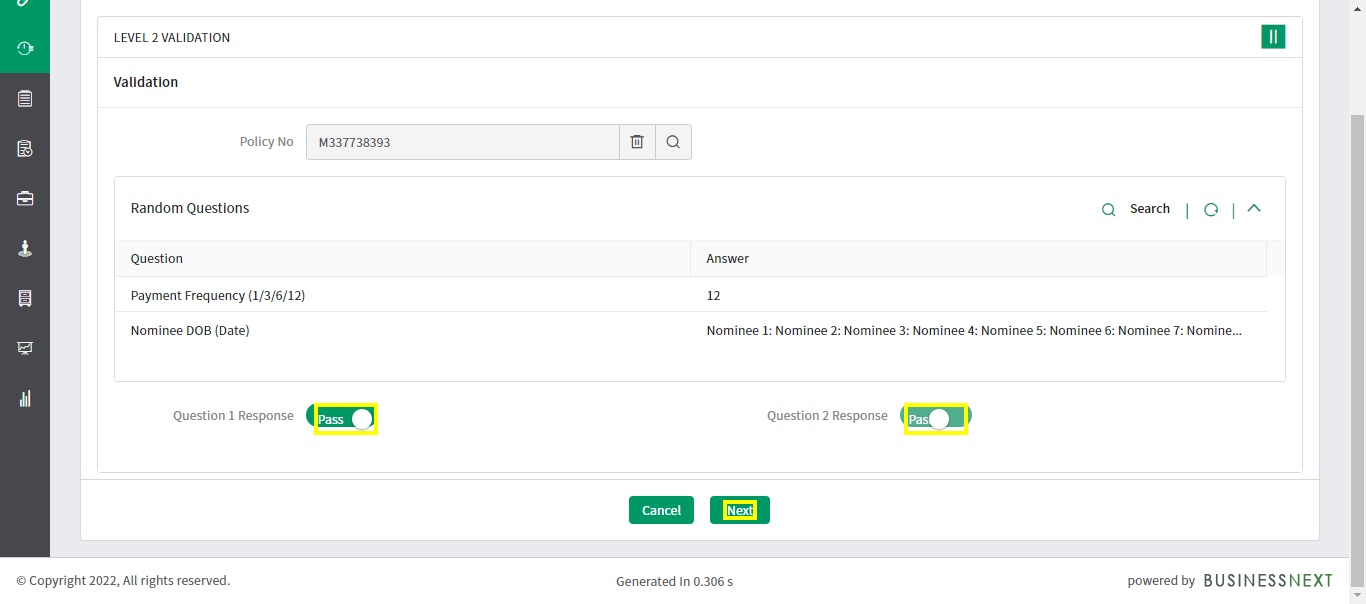 LEVEL 2 VALIDATION
Validation
Policy No M337738393
Random Questions Search | |
Question Answer
Payment Frequency (1/3/6/12) 12
Nominee DOB (Date) Nominee 1: Nominee 2: Nominee 3: Nominee 4: Nominee 5: Nominee 6: Nominee 7: Nomine...
Question 1 Response Pass Question 2 Response Pas
Cancel Next
© Copyright 2022, All rights reserved. Generated In 0.306 s powered by BUSINESSNEXT